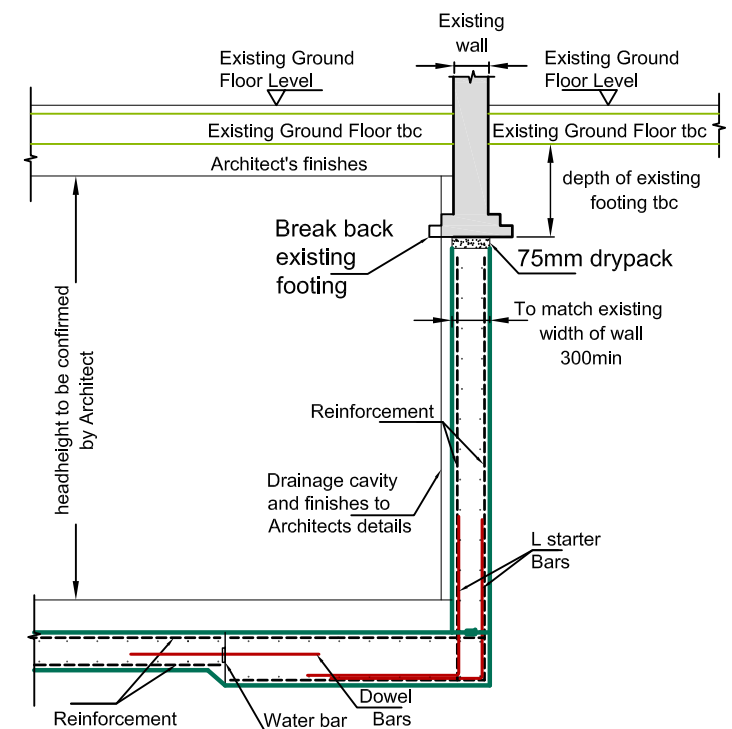 Existing
wall
Existing Ground
Floor Level
Existing Ground
Floor Level
Existing Ground Floor tbc
Existing Ground Floor tbc
Architect's finishes
depth of existing
footing tbc
Break back
existing
footing
75mm drypack
To match existing
width of wall
300min
headheight to be confirmed
by Architect
Reinforcement
Drainage cavity
and finishes to
Architects details
L starter
Bars
Dowel
Bars
Reinforcement
Water bar